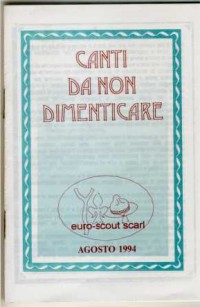 CANTI
DA NON
DIMENTICARE
euro-scout scarl
AGOSTO 1994